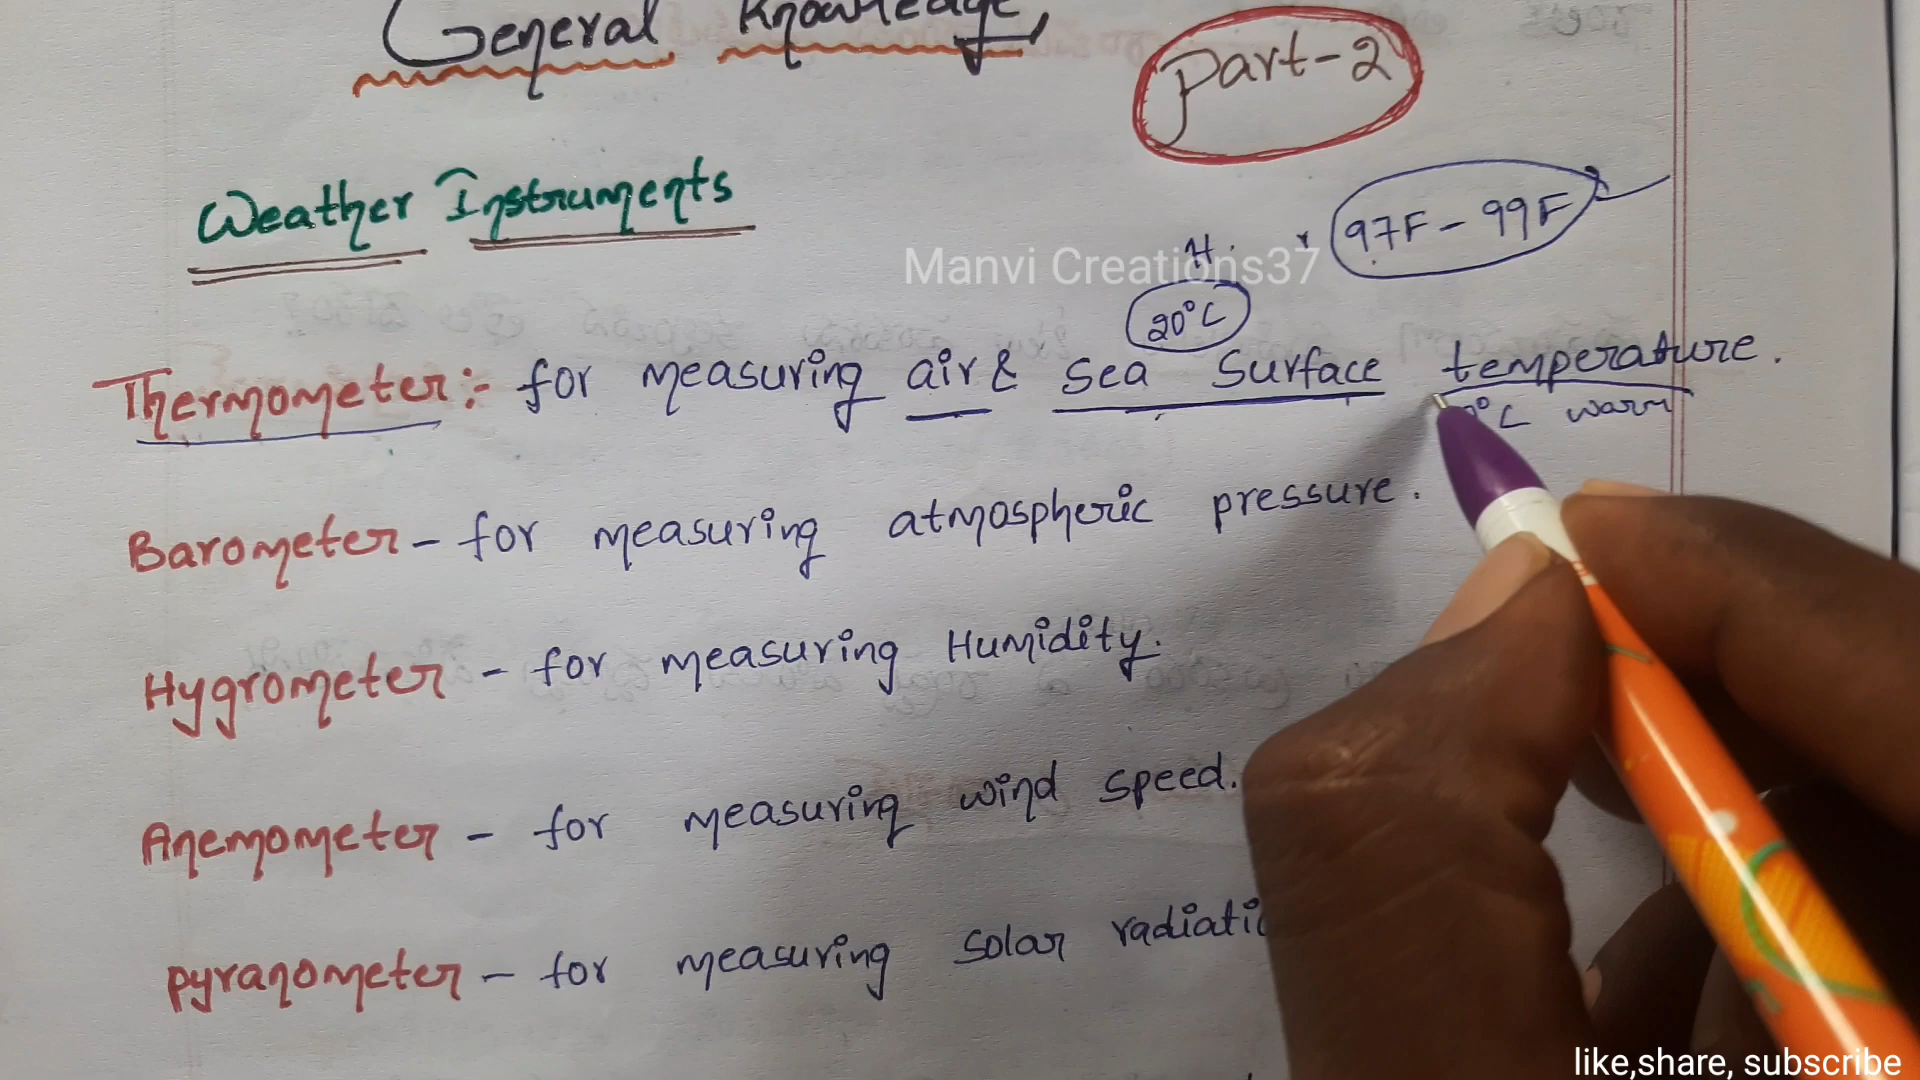 General Knowledge,
Part-2
Weather Instruments
97F - 99F
H
Manvi Creations37
20°C
Thermometer:- for measuring air & sea surface temperature.
°C warm
Barometer - for measuring atmospheric pressure.
Hygrometer - for measuring Humidity.
Anemometer - for measuring wind speed.
pyranometer - for measuring solar radiati
like,share, subscribe